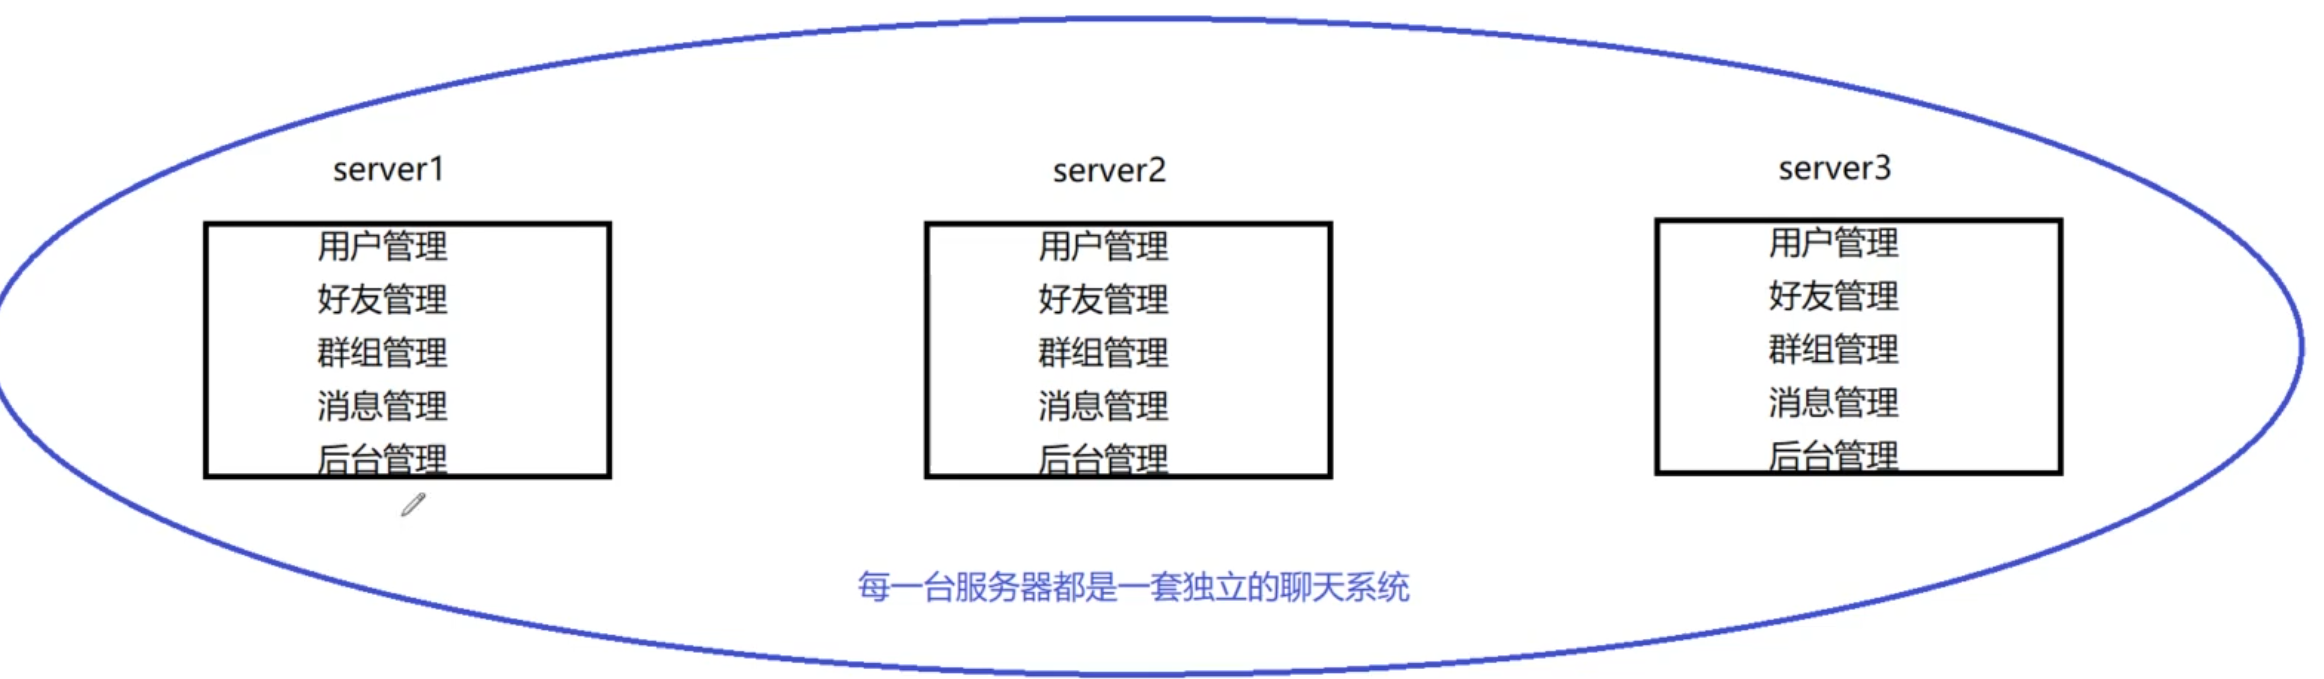 server1
用户管理
好友管理
群组管理
消息管理
后台管理
server2
用户管理
好友管理
群组管理
消息管理
后台管理
server3
用户管理
好友管理
群组管理
消息管理
后台管理
每一台服务器都是一套独立的聊天系统